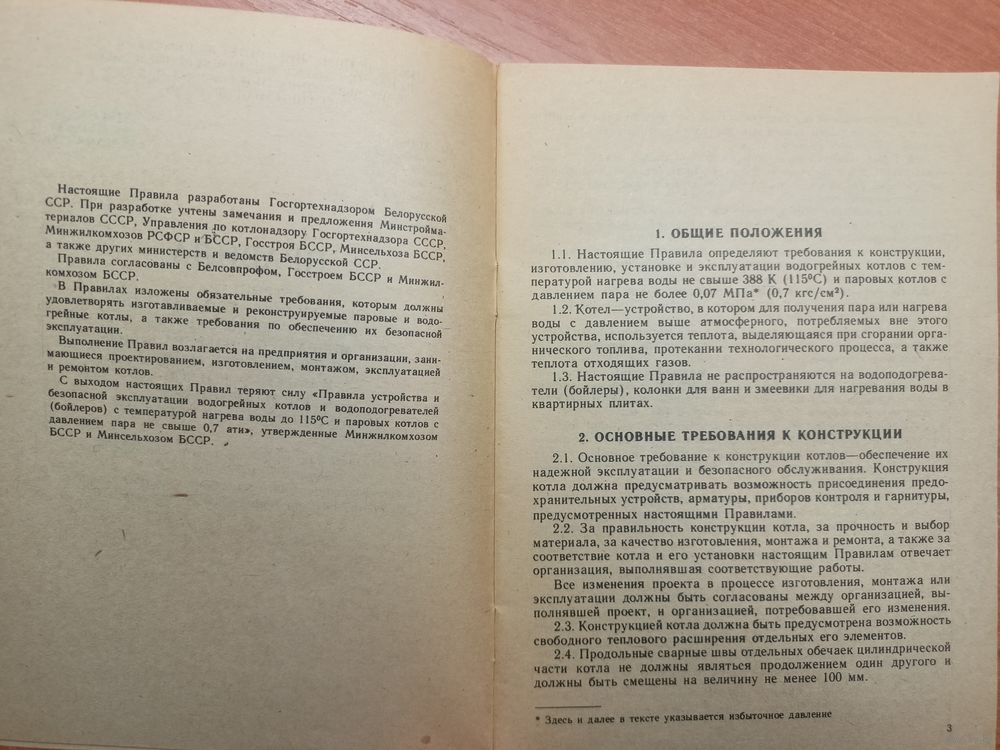 Настоящие Правила разработаны Госгортехнадзором Белорусской
ССР. При разработке учтены замечания и предложения Минстройма-
териалов СССР, Управления по котлонадзору Госгортехнадзора СССР,
Минжилкомхозов РСФСР и БССР, Госстроя БССР, Минсельхоза БССР,
а также других министерств и ведомств Белорусской ССР.
Правила согласованы с Белсовпрофом, Госстроем БССР и Минжил-
комхозом БССР.
В Правилах изложены обязательные требования, которым должны
удовлетворять изготавливаемые и реконструируемые паровые и водо-
грейные котлы, а также требования по обеспечению их безопасной
эксплуатации.
Выполнение Правил возлагается на предприятия и организации, зани-
мающиеся проектированием, изготовлением, монтажом, эксплуатацией
и ремонтом котлов.
С выходом настоящих Правил теряют силу «Правила устройства и
безопасной эксплуатации водогрейных котлов и водоподогревателей
(бойлеров) с температурой нагрева воды до 115°С и паровых котлов с
давлением пара не свыше 0,7 ати», утвержденные Минжилкомхозом
БССР и Минсельхозом БССР.
1. ОБЩИЕ ПОЛОЖЕНИЯ
1.1. Настоящие Правила определяют требования к конструкции,
изготовлению, установке и эксплуатации водогрейных котлов с тем-
пературой нагрева воды не свыше 388 К (115°С) и паровых котлов с
давлением пара не более 0,07 МПа* (0,7 кгс/см²).
1.2. Котел—устройство, в котором для получения пара или нагрева
воды с давлением выше атмосферного, потребляемых вне этого
устройства, используется теплота, выделяющаяся при сгорании орга-
нического топлива, протекании технологического процесса, а также
теплота отходящих газов.
1.3. Настоящие Правила не распространяются на водоподогрева-
тели (бойлеры), колонки для ванн и змеевики для нагревания воды в
квартирных плитах.
2. ОСНОВНЫЕ ТРЕБОВАНИЯ К КОНСТРУКЦИИ
2.1. Основное требование к конструкции котлов—обеспечение их
надежной эксплуатации и безопасного обслуживания. Конструкция
котла должна предусматривать возможность присоединения предо-
хранительных устройств, арматуры, приборов контроля и гарнитуры,
предусмотренных настоящими Правилами.
2.2. За правильность конструкции котла, за прочность и выбор
материала, за качество изготовления, монтажа и ремонта, а также за
соответствие котла и его установки настоящим Правилам отвечает
организация, выполнявшая соответствующие работы.
Все изменения проекта в процессе изготовления, монтажа или
эксплуатации должны быть согласованы между организацией, вы-
полнявшей проект, и организацией, потребовавшей его изменения.
2.3. Конструкцией котла должна быть предусмотрена возможность
свободного теплового расширения отдельных его элементов.
2.4. Продольные сварные швы отдельных обечаек цилиндрической
части котла не должны являться продолжением один другого и
должны быть смещены на величину не менее 100 мм.
* Здесь и далее в тексте указывается избыточное давление
3